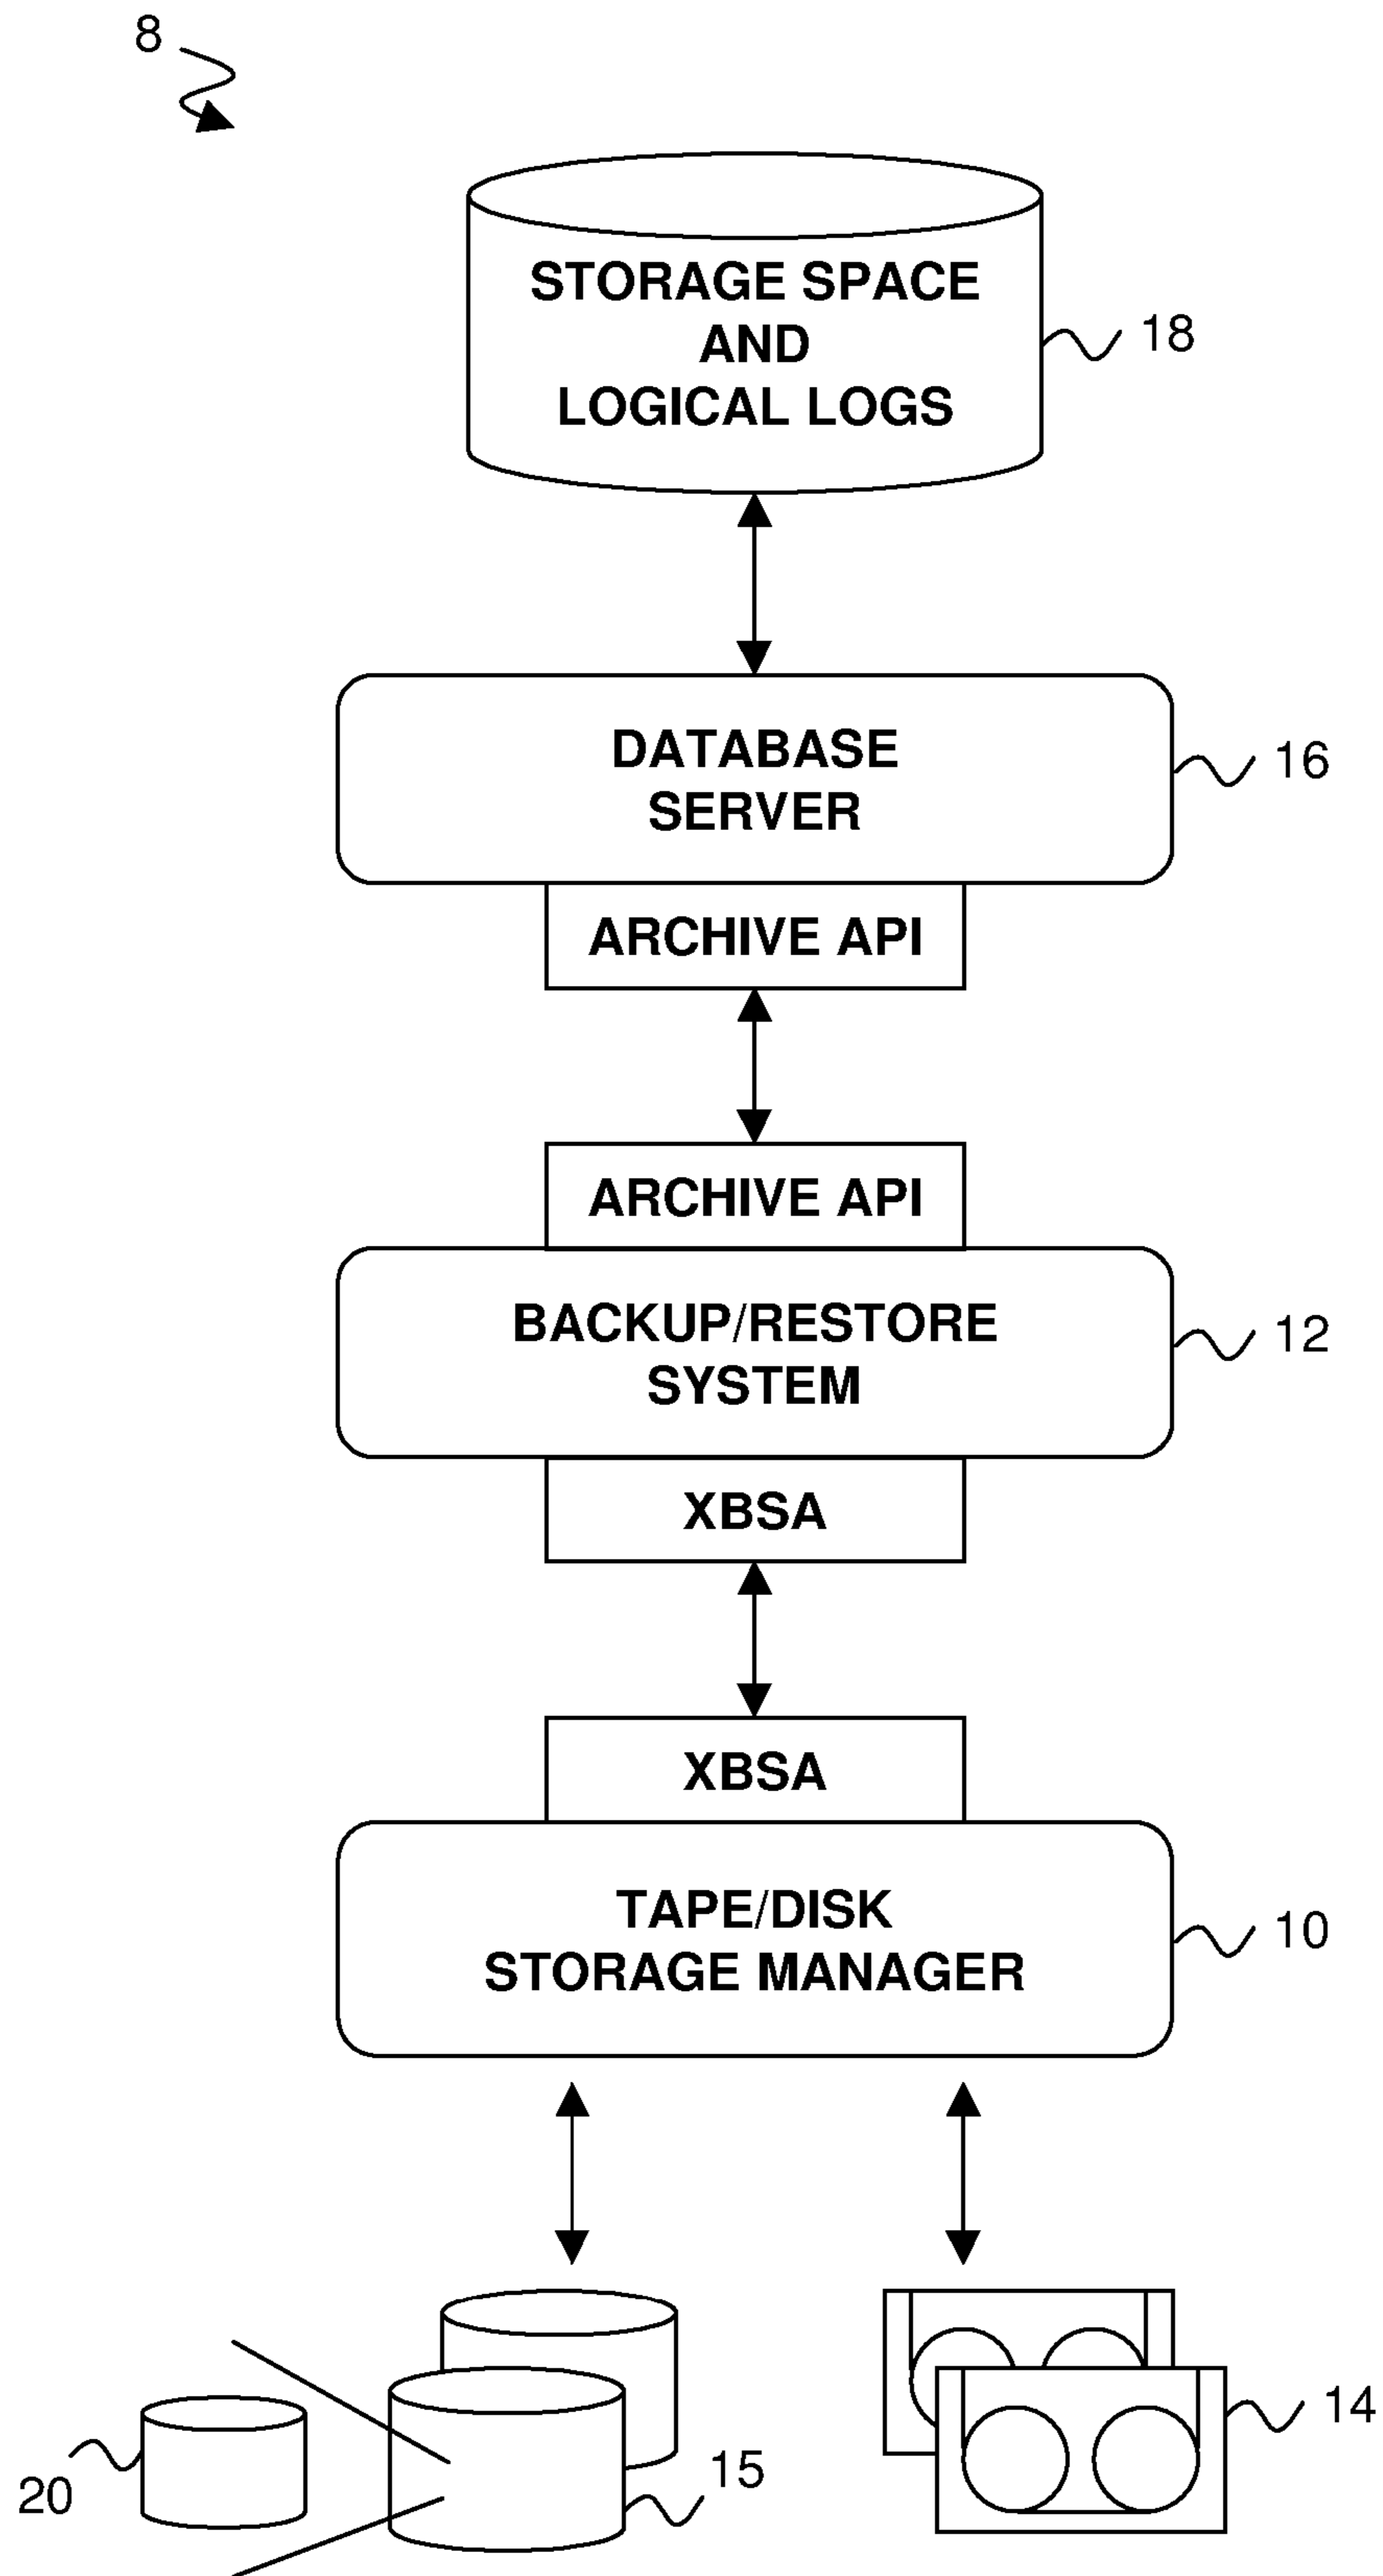 8
STORAGE SPACE
AND
LOGICAL LOGS
18
DATABASE
SERVER
16
ARCHIVE API
ARCHIVE API
BACKUP/RESTORE
SYSTEM
12
XBSA
XBSA
TAPE/DISK
STORAGE MANAGER
10
14
15
20